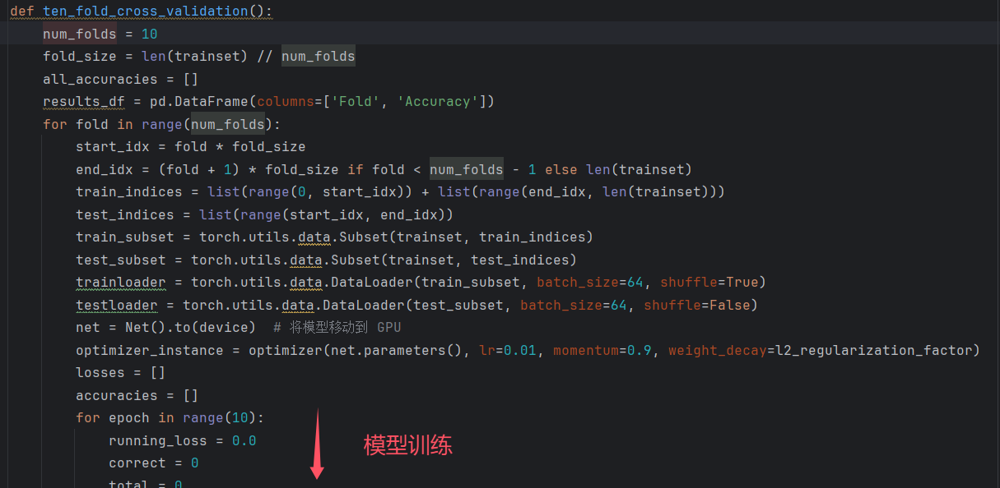 def ten_fold_cross_validation():
    num_folds = 10
    fold_size = len(trainset) // num_folds
    all_accuracies = []
    results_df = pd.DataFrame(columns=['Fold', 'Accuracy'])
    for fold in range(num_folds):
        start_idx = fold * fold_size
        end_idx = (fold + 1) * fold_size if fold < num_folds - 1 else len(trainset)
        train_indices = list(range(0, start_idx)) + list(range(end_idx, len(trainset)))
        test_indices = list(range(start_idx, end_idx))
        train_subset = torch.utils.data.Subset(trainset, train_indices)
        test_subset = torch.utils.data.Subset(trainset, test_indices)
        trainloader = torch.utils.data.DataLoader(train_subset, batch_size=64, shuffle=True)
        testloader = torch.utils.data.DataLoader(test_subset, batch_size=64, shuffle=False)
        net = Net().to(device)  # 将模型移动到 GPU
        optimizer_instance = optimizer(net.parameters(), lr=0.01, momentum=0.9, weight_decay=l2_regularization_factor)
        losses = []
        accuracies = []
        for epoch in range(10):
            running_loss = 0.0
模型训练
            correct = 0
            total = 0